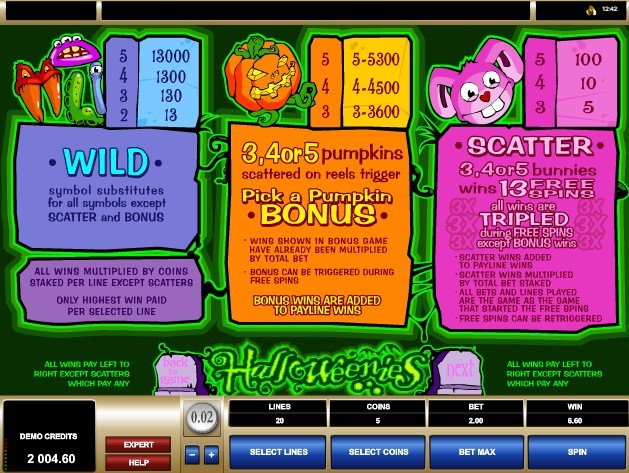 12:42
5 13000
4 1300
3 130
2 13
WILD
symbol substitutes
for all symbols except
SCATTER and BONUS
ALL WINS MULTIPLIED BY COINS
STAKED PER LINE EXCEPT SCATTERS
ONLY HIGHEST WIN PAID
PER SELECTED LINE
5 5-5300
4 4-4500
3 3-3600
3,4or5 pumpkins
scattered on reels trigger
Pick a Pumpkin
BONUS
• WINS SHOWN IN BONUS GAME
HAVE ALREADY BEEN MULTIPLIED
BY TOTAL BET
• BONUS CAN BE TRIGGERED DURING
FREE SPINS
BONUS WINS ARE ADDED
TO PAYLINE WINS
5 100
4 10
3 5
• SCATTER •
3,4or5 bunnies
wins 13 FREE SPINS
all wins are
TRIPLED
during FREE SPINS
except BONUS wins
3X 3X
3X 3X
3X 3X
• SCATTER WINS ADDED
TO PAYLINE WINS
• SCATTER WINS MULTIPLIED
BY TOTAL BET STAKED
• ALL BETS AND LINES PLAYED
ARE THE SAME AS THE GAME
THAT STARTED THE FREE SPINS
• FREE SPINS CAN BE RETRIGGERED
ALL WINS PAY LEFT TO
RIGHT EXCEPT SCATTERS
WHICH PAY ANY
back
to
game
Halloweenies
next
ALL WINS PAY LEFT TO
RIGHT EXCEPT SCATTERS
WHICH PAY ANY
DEMO CREDITS
2 004.60
EXPERT
HELP
0.02
LINES
20
COINS
5
BET
2.00
WIN
6.60
SELECT LINES
SELECT COINS
BET MAX
SPIN